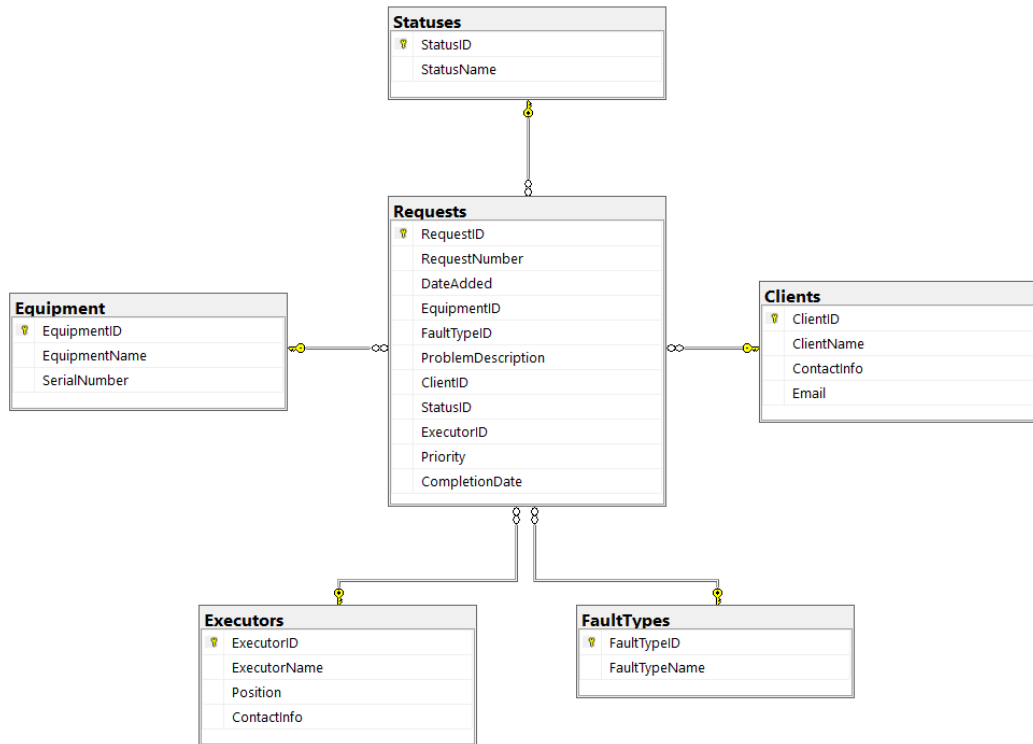 Statuses
StatusID
StatusName
Requests
RequestID
RequestNumber
DateAdded
EquipmentID
FaultTypeID
ProblemDescription
ClientID
StatusID
ExecutorID
Priority
CompletionDate
Equipment
EquipmentID
EquipmentName
SerialNumber
Clients
ClientID
ClientName
ContactInfo
Email
Executors
ExecutorID
ExecutorName
Position
ContactInfo
FaultTypes
FaultTypeID
FaultTypeName